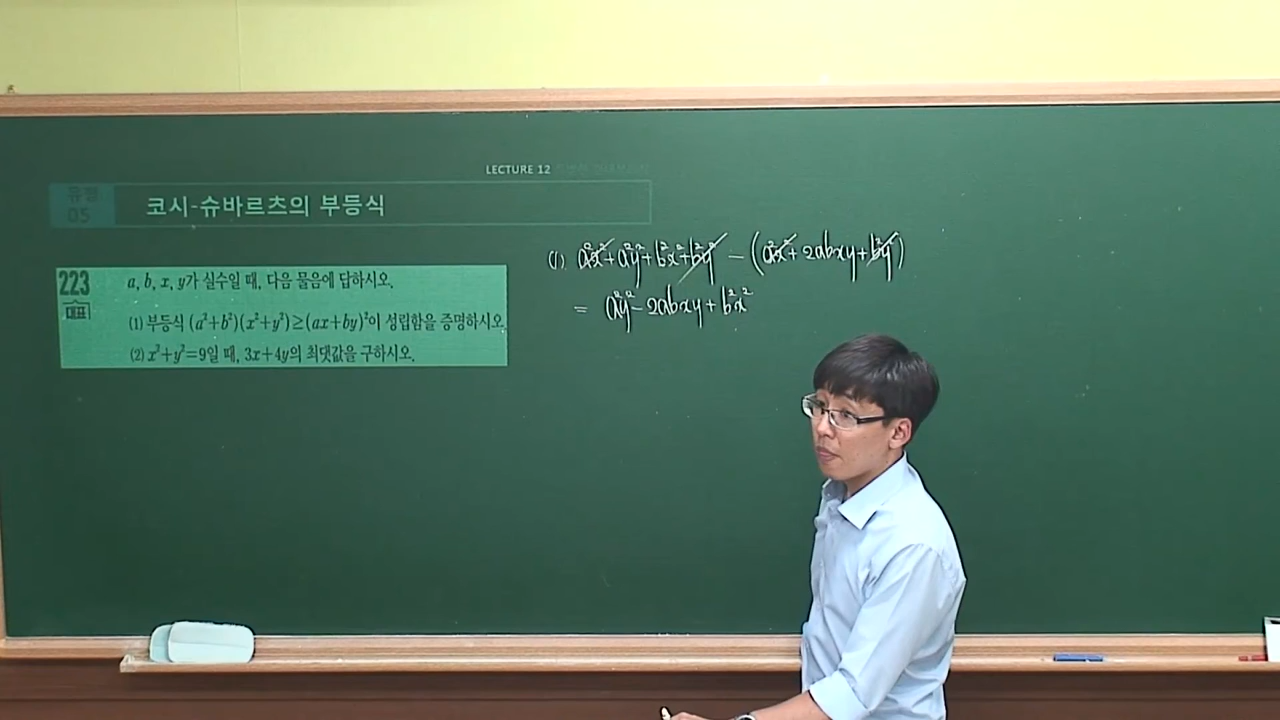 LECTURE 12
유형
05
코시-슈바르츠의 부등식
223
대표
a, b, x, y가 실수일 때, 다음 물음에 답하시오.
(1) 부등식 (a²+b²)(x²+y²)≥(ax+by)²이 성립함을 증명하시오.
(2) x²+y²=9일 때, 3x+4y의 최댓값을 구하시오.
(1) a²x²+a²y²+b²x²+b²y² - (a²x²+2abxy+b²y²)
= a²y²-2abxy+b²x²